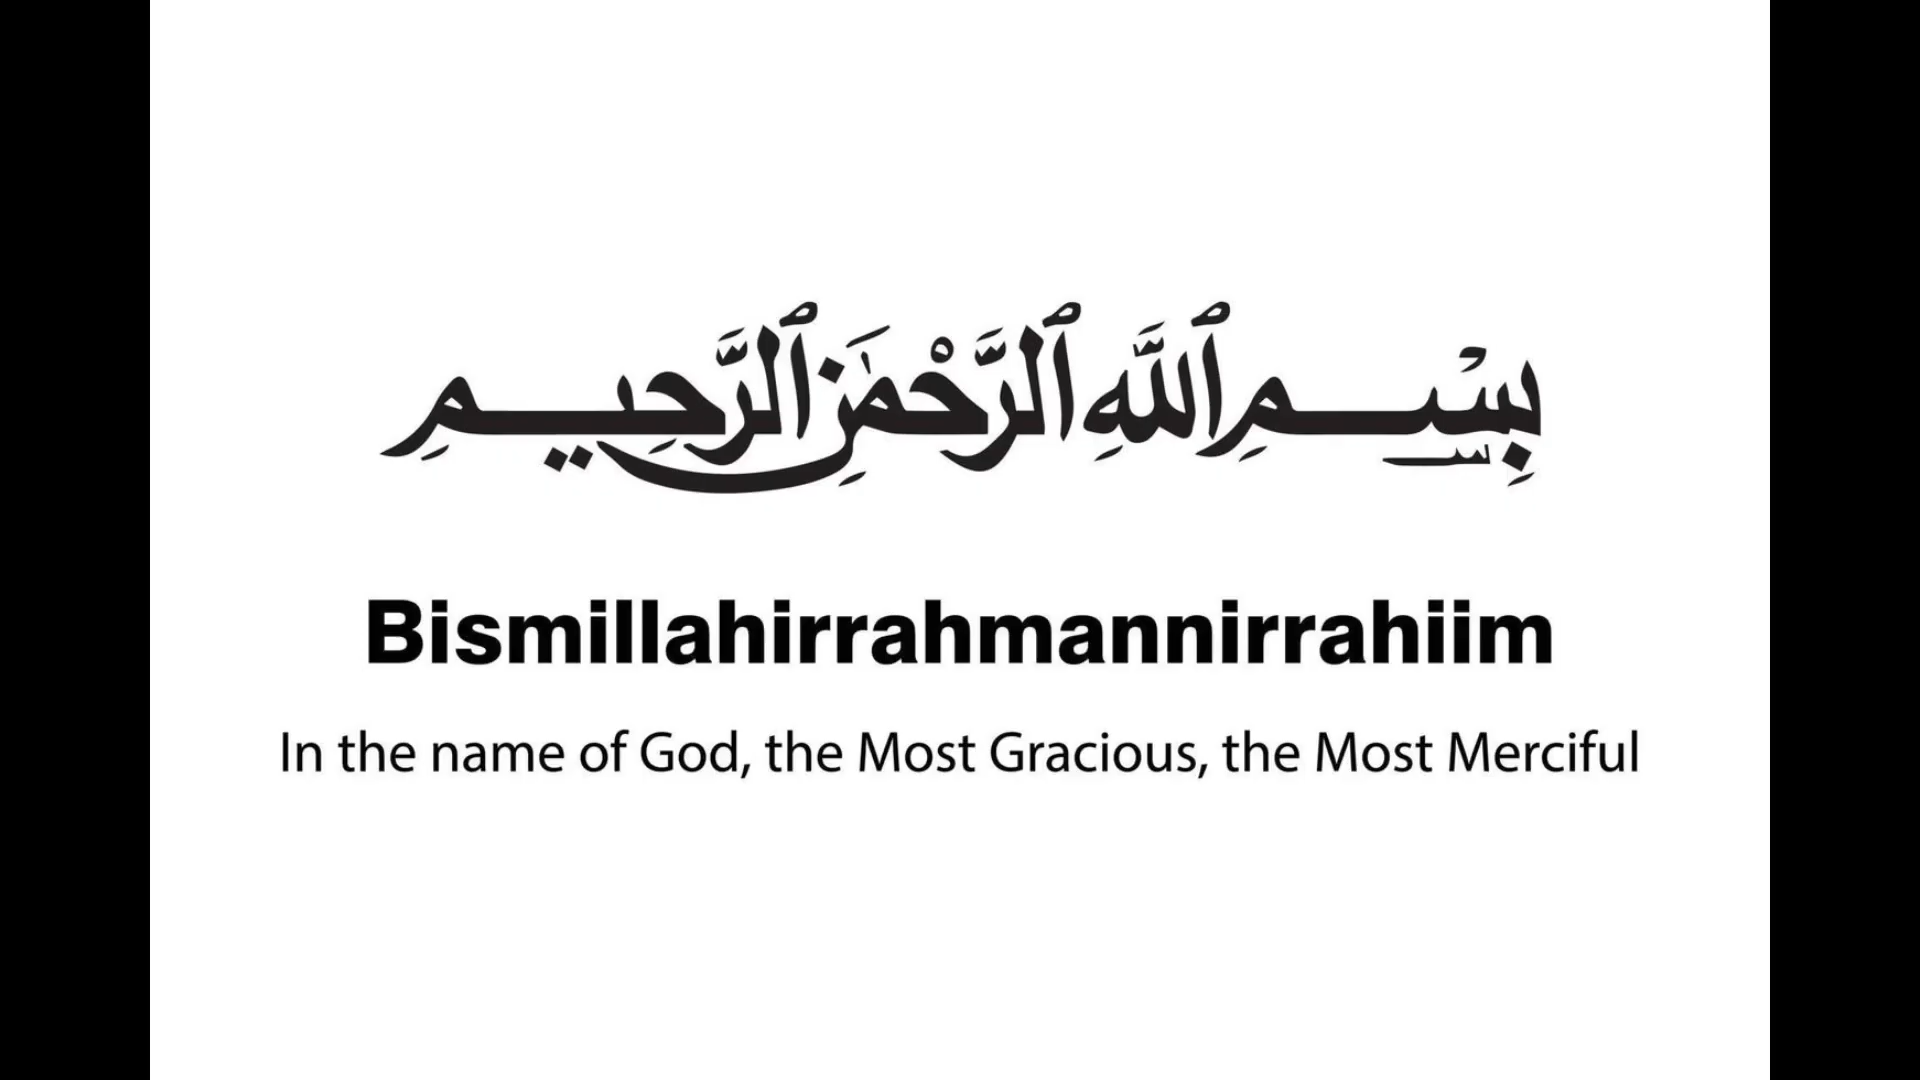 بِسْمِ ٱللَّهِ ٱلرَّحْمَٰنِ ٱلرَّحِيمِ
Bismillahirrahmannirrahiim
In the name of God, the Most Gracious, the Most Merciful